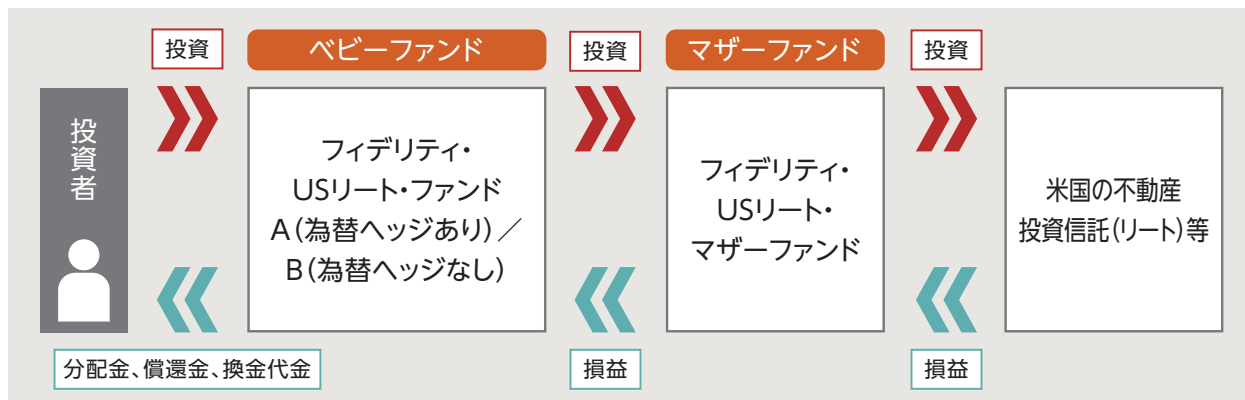 投資
ベビーファンド
投資
マザーファンド
投資
投資者
フィデリティ・
USリート・ファンド
A(為替ヘッジあり)／
B(為替ヘッジなし)
フィデリティ・
USリート・
マザーファンド
米国の不動産
投資信託(リート)等
分配金、償還金、換金代金
損益
損益